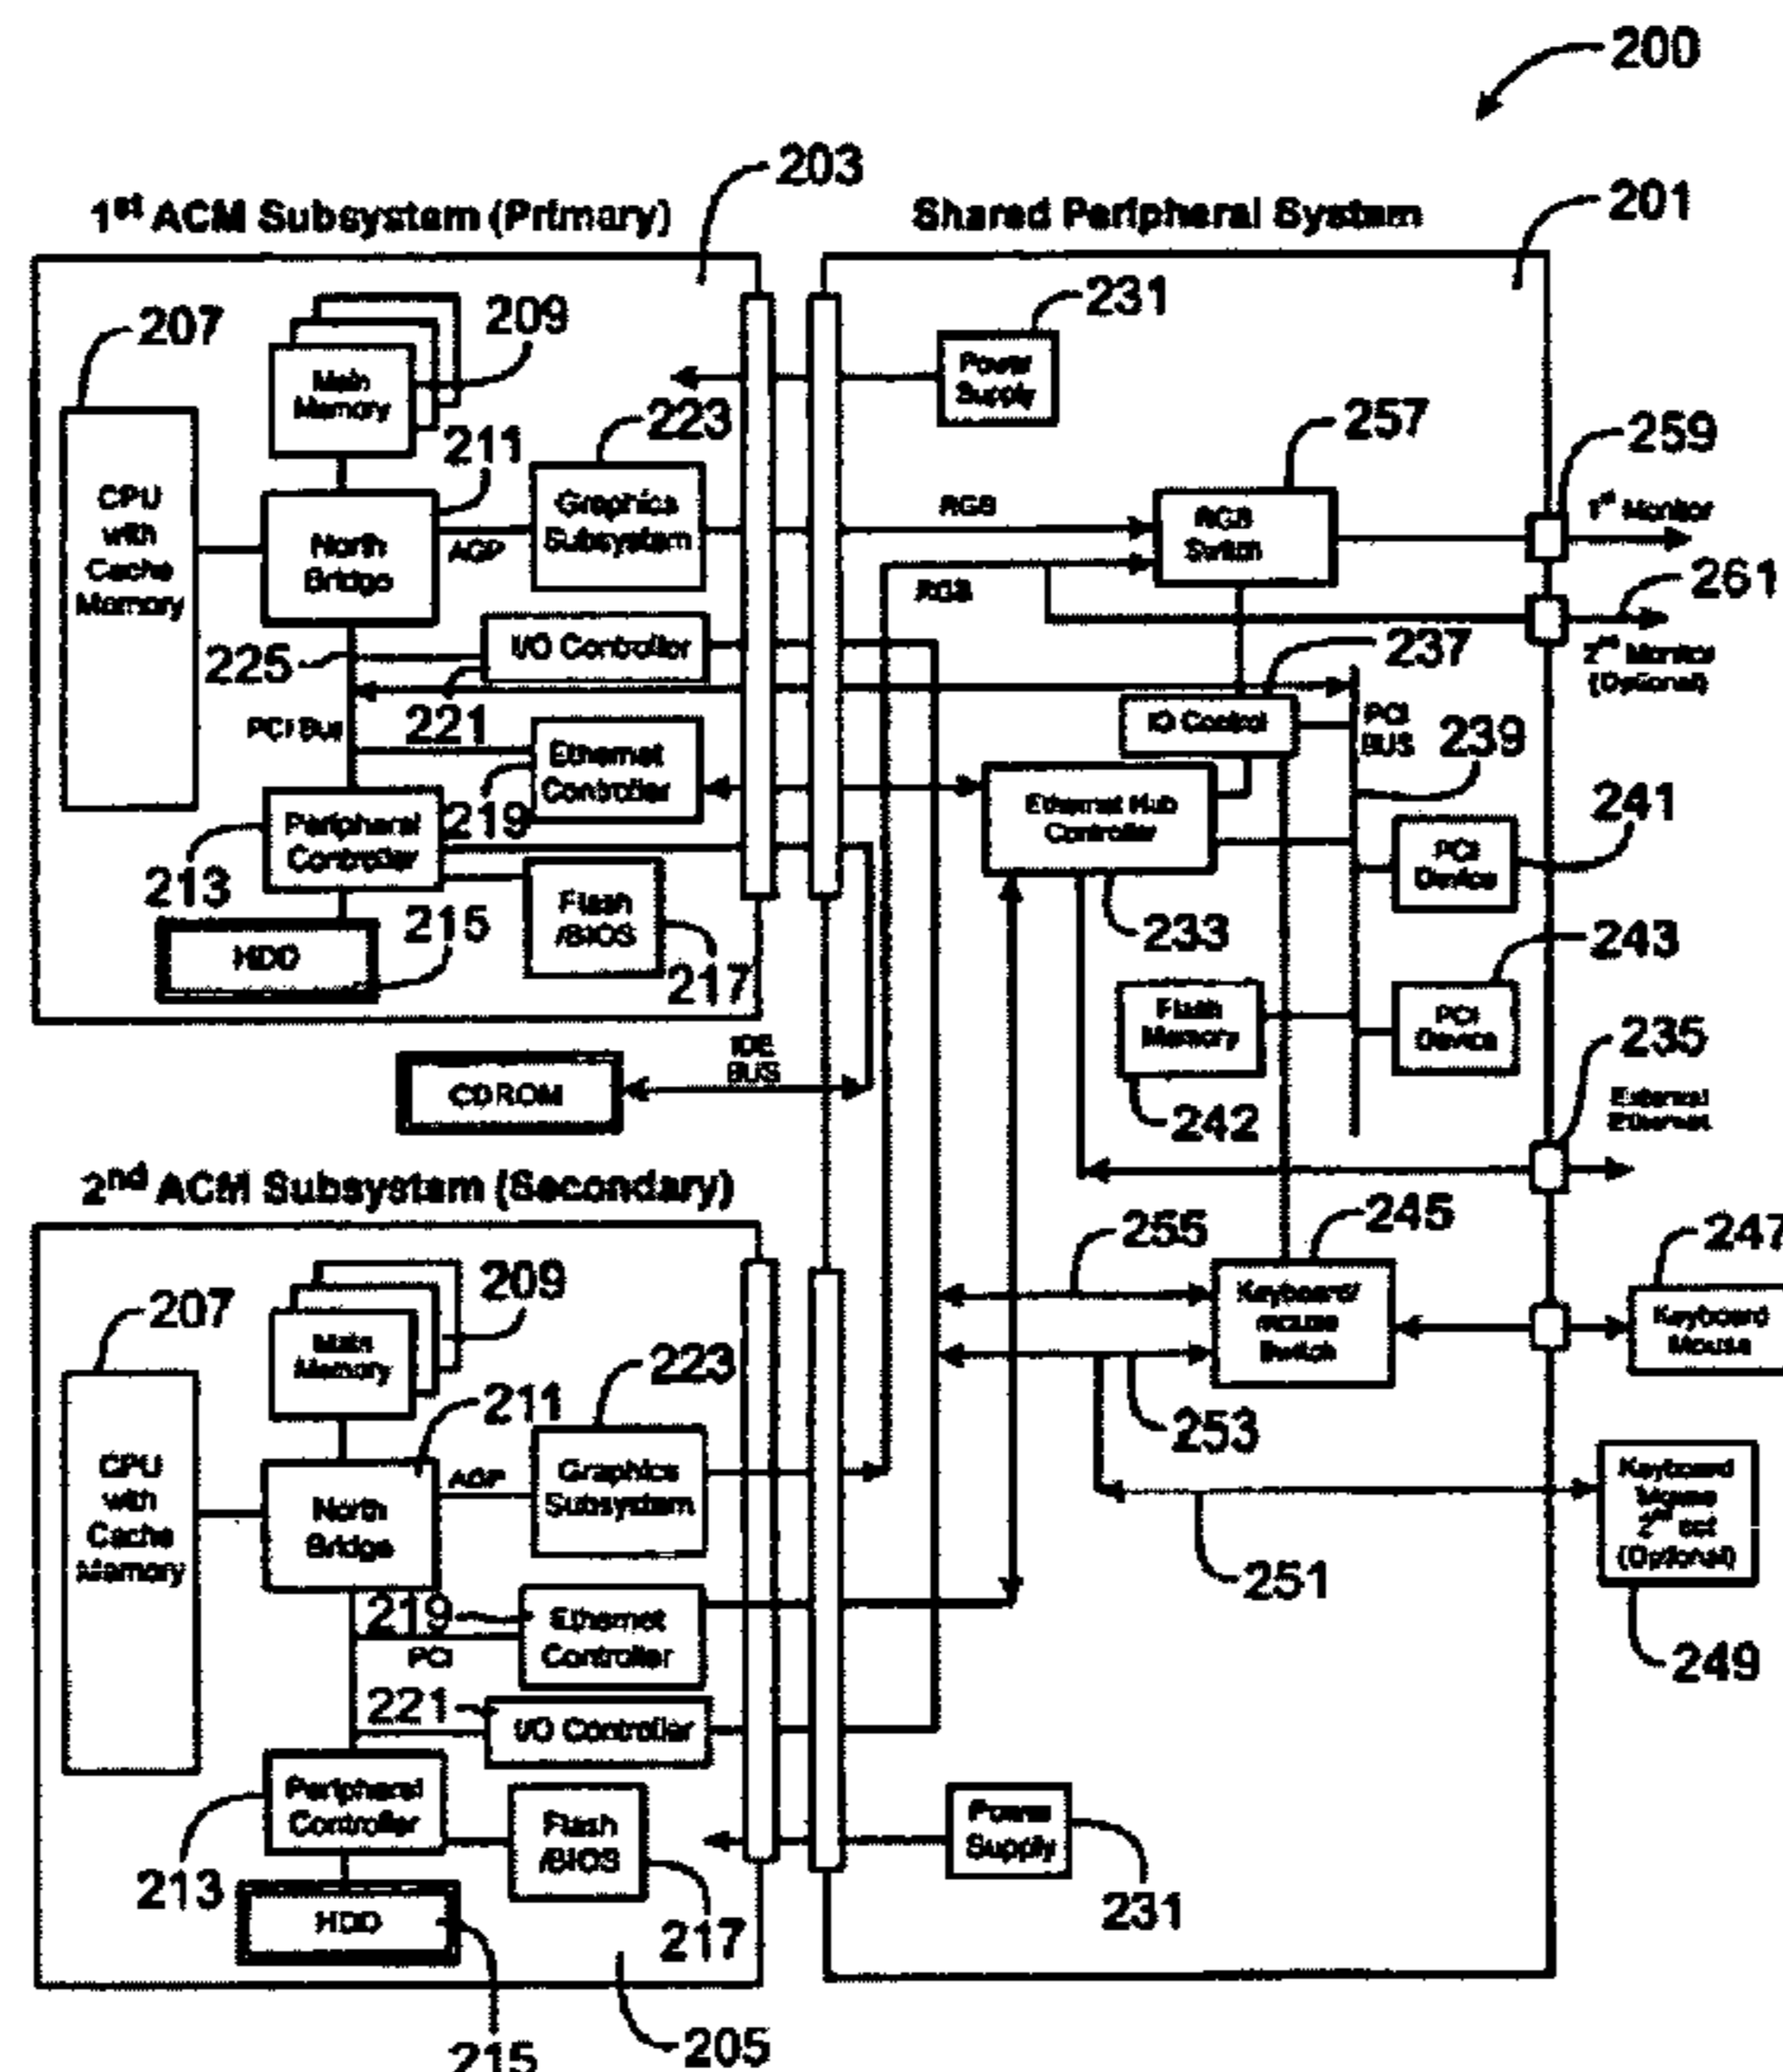 200
203
1st ACM Subsystem (Primary)
Shared Peripheral System
201
207
209
231
Main
Memory
Power
Supply
223
257
259
211
CPU
with
Cache
Memory
North
Bridge
AGP
Graphics
Subsystem
RGB
RGB
RGB
Switch
1st Monitor
261
2nd Monitor
(Optional)
225
I/O Controller
237
221
PCI Bus
IO Control
PCI
BUS
239
Ethernet
Controller
219
Ethernet Hub
Controller
241
Peripheral
Controller
PCI
Device
213
215
Flash
/BIOS
233
243
HDD
217
Flash
Memory
PCI
Device
235
IDE
BUS
CDROM
242
External
Ethernet
2nd ACM Subsystem (Secondary)
255
245
247
207
209
Main
Memory
Keyboard/
mouse
Switch
Keyboard
Mouse
223
211
253
CPU
with
Cache
Memory
North
Bridge
AGP
Graphics
Subsystem
Keyboard
Mouse
2nd set
(Optional)
251
219
Ethernet
Controller
PCI
249
221
I/O Controller
Peripheral
Controller
Flash
/BIOS
Power
Supply
213
HDD
217
231
215
205